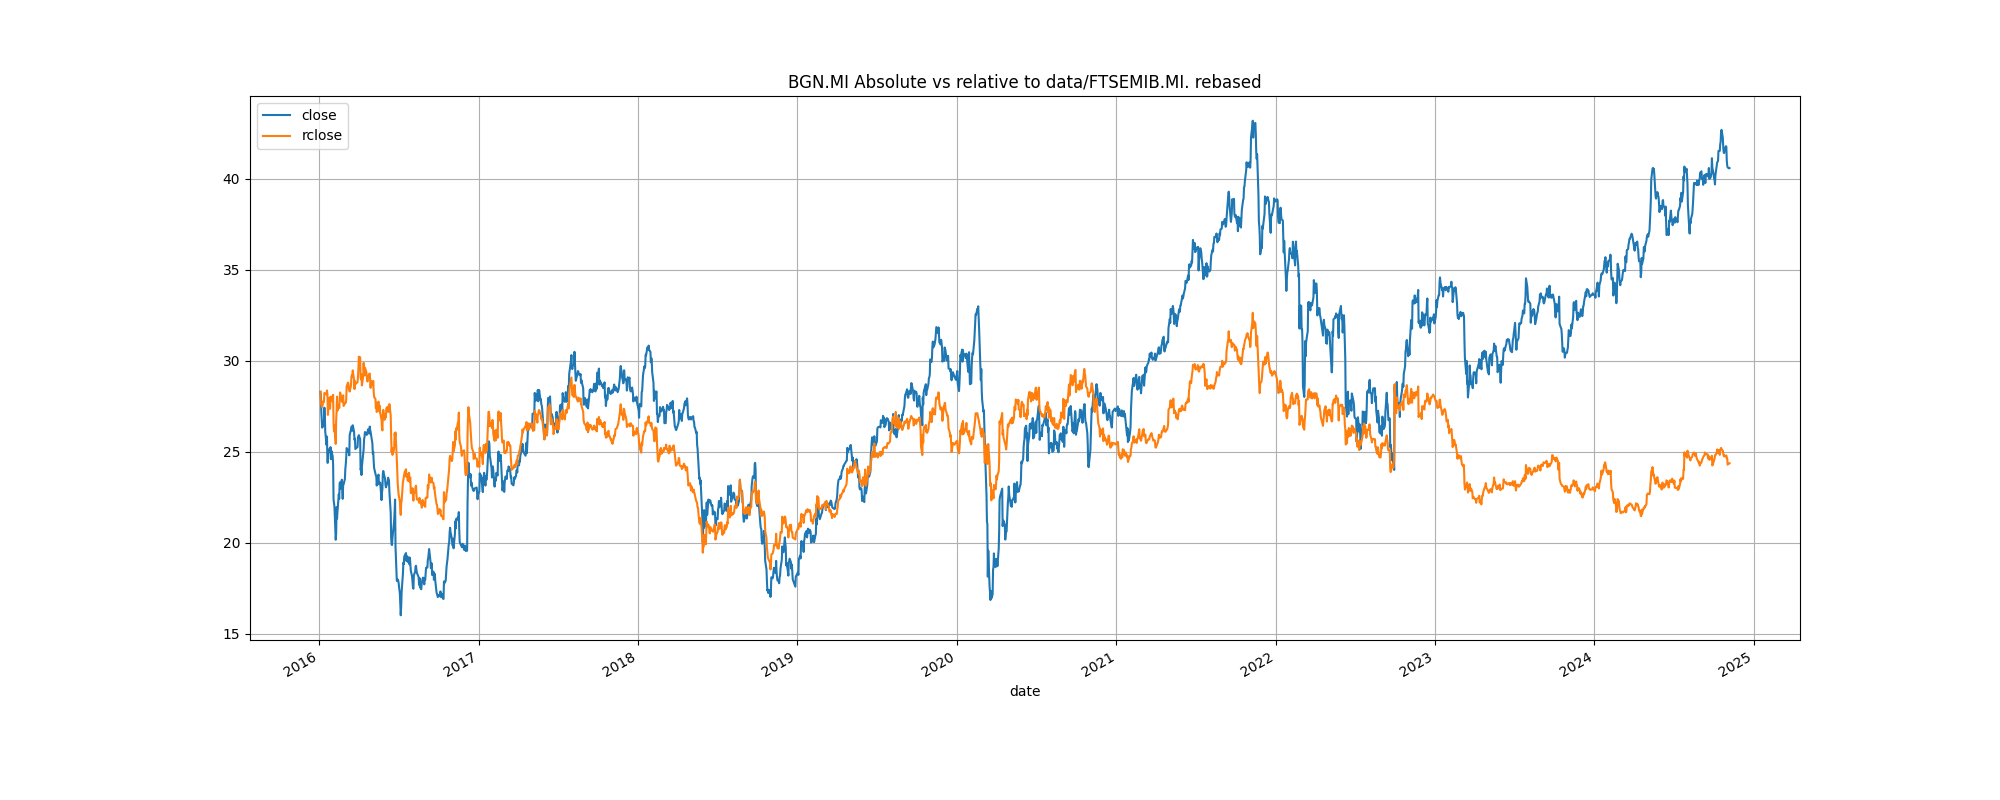 BGN.MI Absolute vs relative to data/FTSEMIB.MI. rebased
close
rclose
40
35
30
25
20
15
2016 2017 2018 2019 2020 2021 2022 2023 2024 2025
date